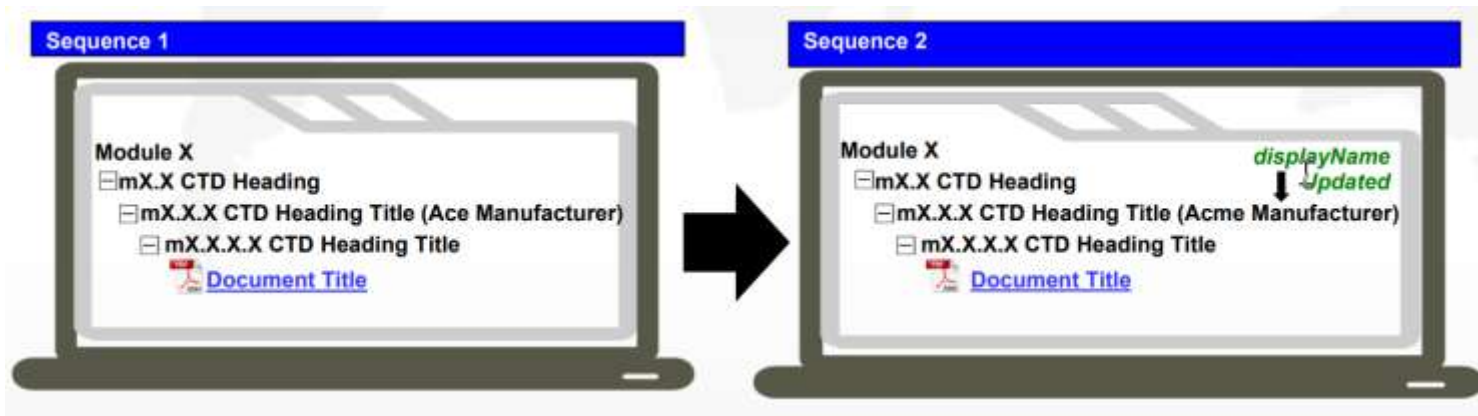 Sequence 1
Module X
mX.X CTD Heading
mX.X.X CTD Heading Title (Ace Manufacturer)
mX.X.X.X CTD Heading Title
Document Title
Sequence 2
Module X
displayName
Updated
mX.X CTD Heading
mX.X.X CTD Heading Title (Acme Manufacturer)
mX.X.X.X CTD Heading Title
Document Title